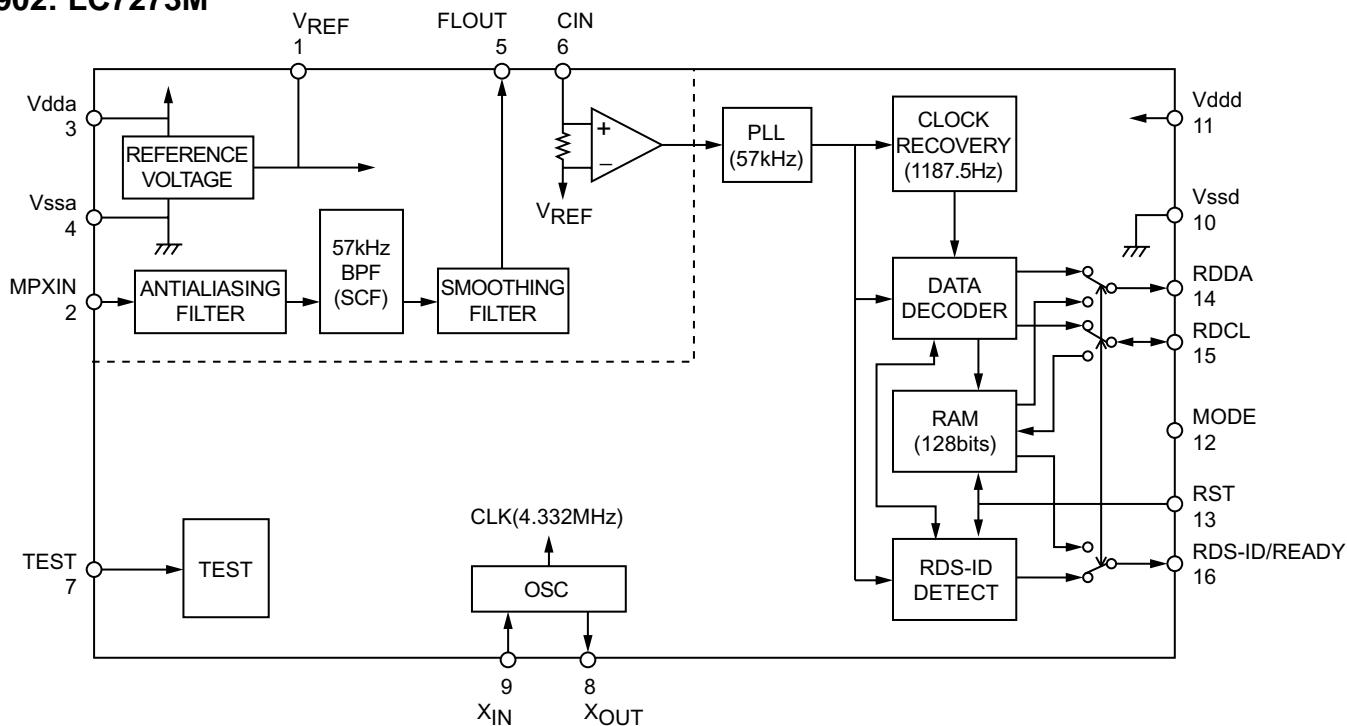 902: LC7273M
VREF
1
FLOUT
5
CIN
6
Vdda
3
REFERENCE
VOLTAGE
Vssa
4
MPXIN
2
ANTIALIASING
FILTER
57kHz
BPF
(SCF)
SMOOTHING
FILTER
+
−
VREF
PLL
(57kHz)
CLOCK
RECOVERY
(1187.5Hz)
Vddd
11
Vssd
10
DATA
DECODER
RDDA
14
RDCL
15
RAM
(128bits)
MODE
12
RST
13
RDS-ID
DETECT
RDS-ID/READY
16
TEST
7
TEST
CLK(4.332MHz)
OSC
9
XIN
8
XOUT